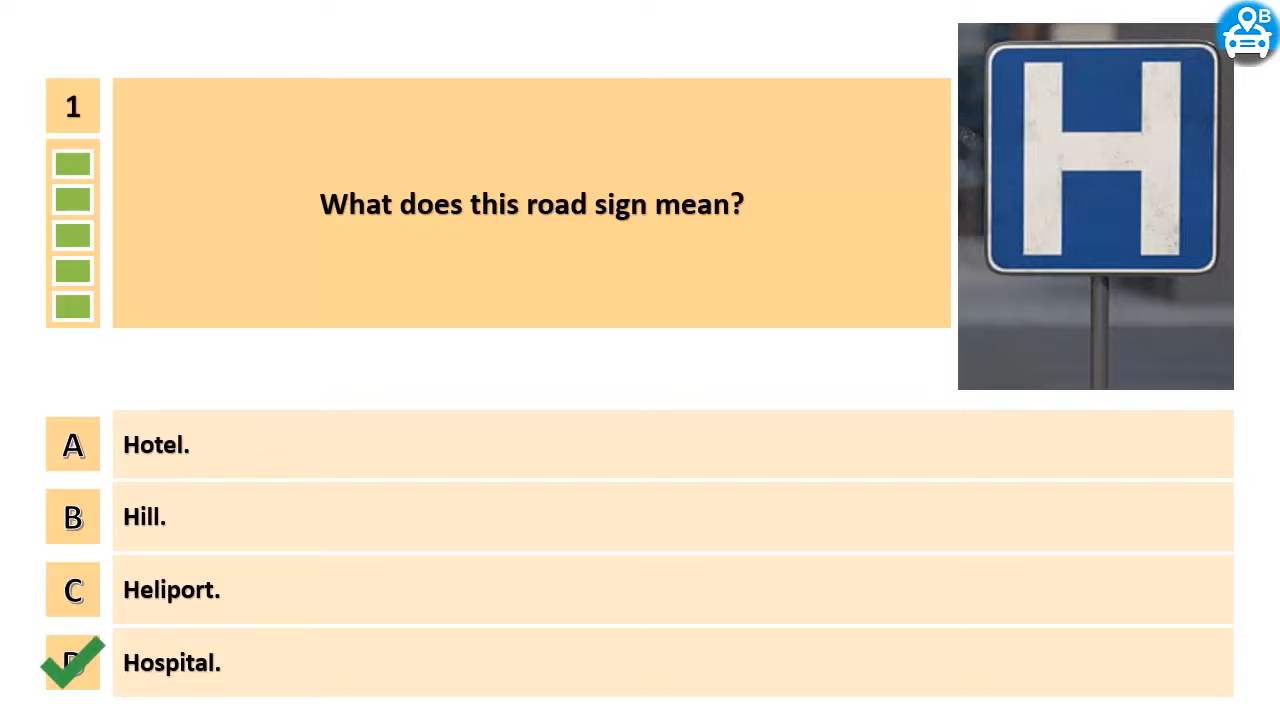 B
H
1
What does this road sign mean?
A
Hotel.
B
Hill.
C
Heliport.
D
Hospital.